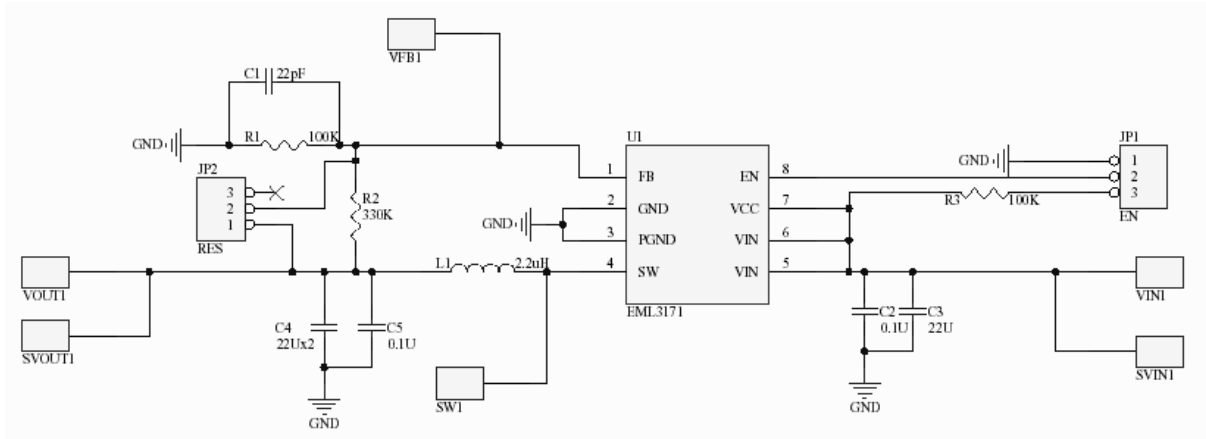 VFB1
C1 22pF
GND R1 100K
U1
JP1
JP2
3
2
1
RES
R2
330K
1 FB
2 GND
3 PGND
4 SW
EN 8
VCC 7
VIN 6
VIN 5
EML3171
GND
GND
1
2
3
EN
R3 100K
VOUT1
SVOUT1
L1 2.2uH
C4
22Ux2
C5
0.1U
GND
SW1
C2
0.1U
C3
22U
GND
VIN1
SVIN1